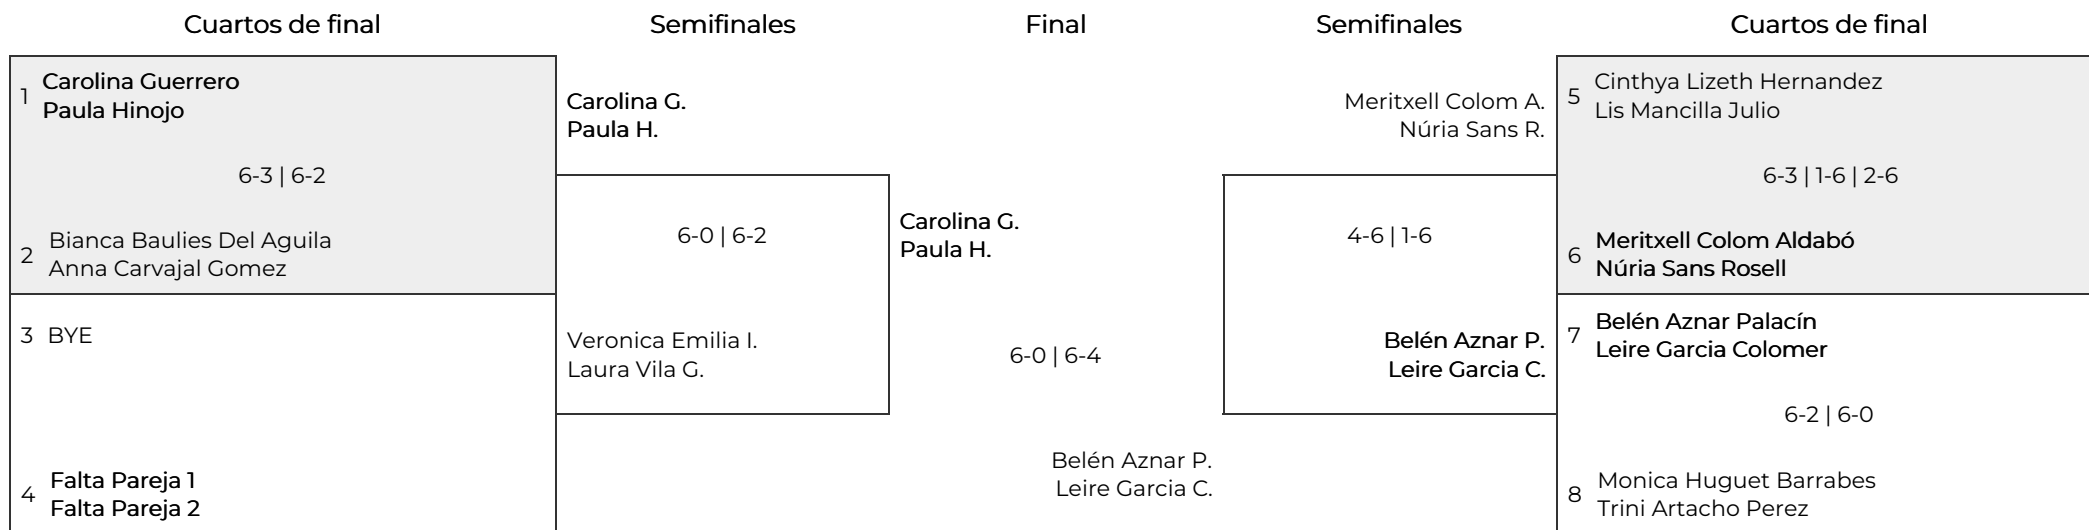 Cuartos de final
Semifinales
Final
Semifinales
Cuartos de final
1
Carolina Guerrero
Paula Hinojo
6-3 | 6-2
2
Bianca Baulies Del Aguila
Anna Carvajal Gomez
3 BYE
4
Falta Pareja 1
Falta Pareja 2
Carolina G.
Paula H.
6-0 | 6-2
Veronica Emilia I.
Laura Vila G.
Carolina G.
Paula H.
6-0 | 6-4
Belén Aznar P.
Leire Garcia C.
Meritxell Colom A.
Núria Sans R.
4-6 | 1-6
Belén Aznar P.
Leire Garcia C.
5
Cinthya Lizeth Hernandez
Lis Mancilla Julio
6-3 | 1-6 | 2-6
6
Meritxell Colom Aldabó
Núria Sans Rosell
7
Belén Aznar Palacín
Leire Garcia Colomer
6-2 | 6-0
8
Monica Huguet Barrabes
Trini Artacho Perez